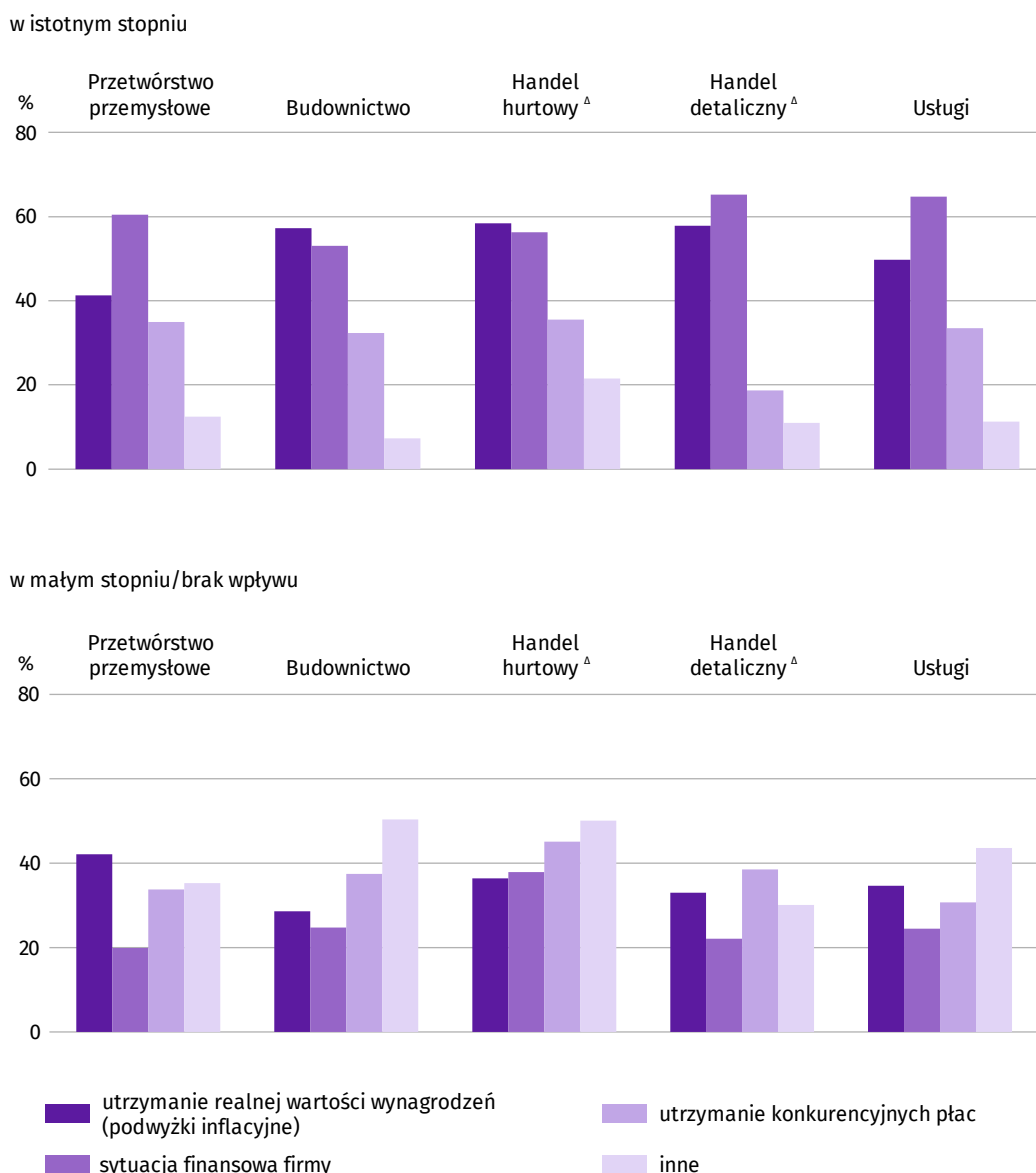 w istotnym stopniu
Przetwórstwo
przemysłowe
Budownictwo
Handel
hurtowy Δ
Handel
detaliczny Δ
Usługi
%
80
60
40
20
0
w małym stopniu/brak wpływu
Przetwórstwo
przemysłowe
Budownictwo
Handel
hurtowy Δ
Handel
detaliczny Δ
Usługi
%
80
60
40
20
0
utrzymanie realnej wartości wynagrodzeń
(podwyżki inflacyjne)
utrzymanie konkurencyjnych płac
sytuacja finansowa firmy
inne